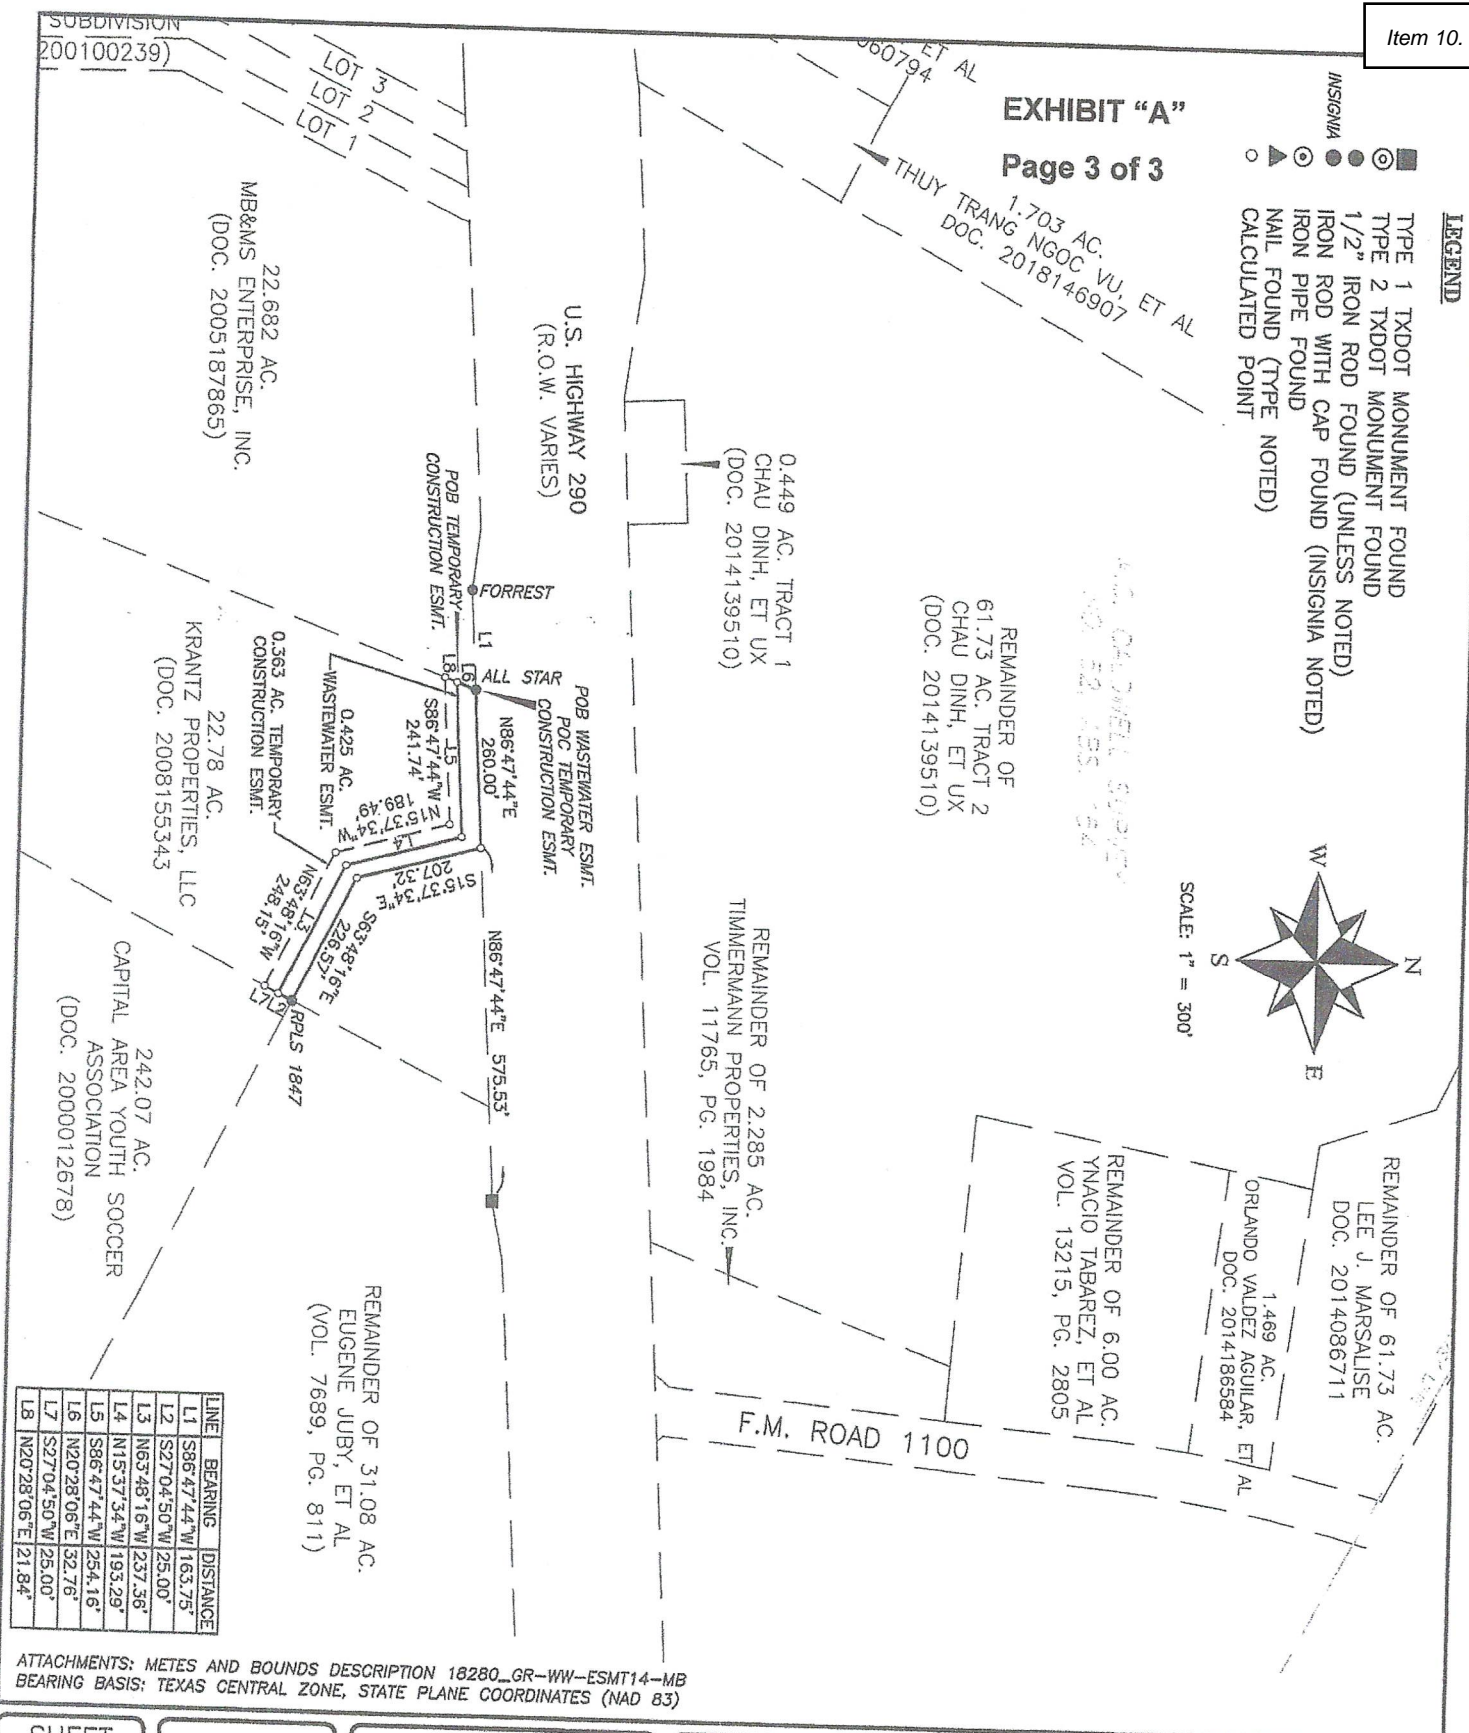 Item 10.
EXHIBIT “A”
Page 3 of 3
LEGEND
TYPE 1 TXDOT MONUMENT FOUND
TYPE 2 TXDOT MONUMENT FOUND
1/2" IRON ROD FOUND (UNLESS NOTED)
INSIGNIA
IRON ROD WITH CAP FOUND (INSIGNIA NOTED)
IRON PIPE FOUND
NAIL FOUND (TYPE NOTED)
CALCULATED POINT
N
W
E
S
SCALE: 1" = 300'
REMAINDER OF 61.73 AC.
LEE J. MARSALISE
DOC. 2014086711
1.469 AC.
ORLANDO VALDEZ AGUILAR, ET AL
DOC. 2014186584
REMAINDER OF 6.00 AC.
YNACIO TABAREZ, ET AL
VOL. 13215, PG. 2805
F.M. ROAD 1100
ET AL
060794
1.703 AC.
THUY TRANG NGOC VU, ET AL
DOC. 2018146907
REMAINDER OF
61.73 AC. TRACT 2
CHAU DINH, ET UX
(DOC. 2014139510)
0.449 AC. TRACT 1
CHAU DINH, ET UX
(DOC. 2014139510)
REMAINDER OF 2.285 AC.
TIMMERMANN PROPERTIES, INC.
VOL. 11765, PG. 1984
U.S. HIGHWAY 290
(R.O.W. VARIES)
SUBDIVISION
200100239)
LOT 3
LOT 2
LOT 1
22.682 AC.
MB&MS ENTERPRISE, INC.
(DOC. 2005187865)
POB TEMPORARY
CONSTRUCTION ESMT.
FORREST
L1
ALL STAR
L6
L8
POB WASTEWATER ESMT.
POC TEMPORARY
CONSTRUCTION ESMT.
N86°47'44"E
260.00'
L5
S86°47'44"W
241.74'
N15°37'34"W
189.49'
L4
S15°37'34"E
207.32'
S63°48'16"E
226.57'
L3
N63°48'16"W
248.15'
L7
L2
RPLS 1847
N86°47'44"E 575.53'
0.425 AC.
WASTEWATER ESMT.
0.363 AC. TEMPORARY
CONSTRUCTION ESMT.
22.78 AC.
KRANTZ PROPERTIES, LLC
(DOC. 2008155343
242.07 AC.
CAPITAL AREA YOUTH SOCCER
ASSOCIATION
(DOC. 2000012678)
REMAINDER OF 31.08 AC.
EUGENE JUBY, ET AL
(VOL. 7689, PG. 811)
LINE BEARING DISTANCE
L1 S86°47'44"W 163.75'
L2 S27°04'50"W 25.00'
L3 N63°48'16"W 237.36'
L4 N15°37'34"W 193.29'
L5 S86°47'44"W 254.16'
L6 N20°28'06"E 32.76'
L7 S27°04'50"W 25.00'
L8 N20°28'06"E 21.84'
ATTACHMENTS: METES AND BOUNDS DESCRIPTION 18280_GR-WW-ESMT14-MB
BEARING BASIS: TEXAS CENTRAL ZONE, STATE PLANE COORDINATES (NAD 83)
SHEET